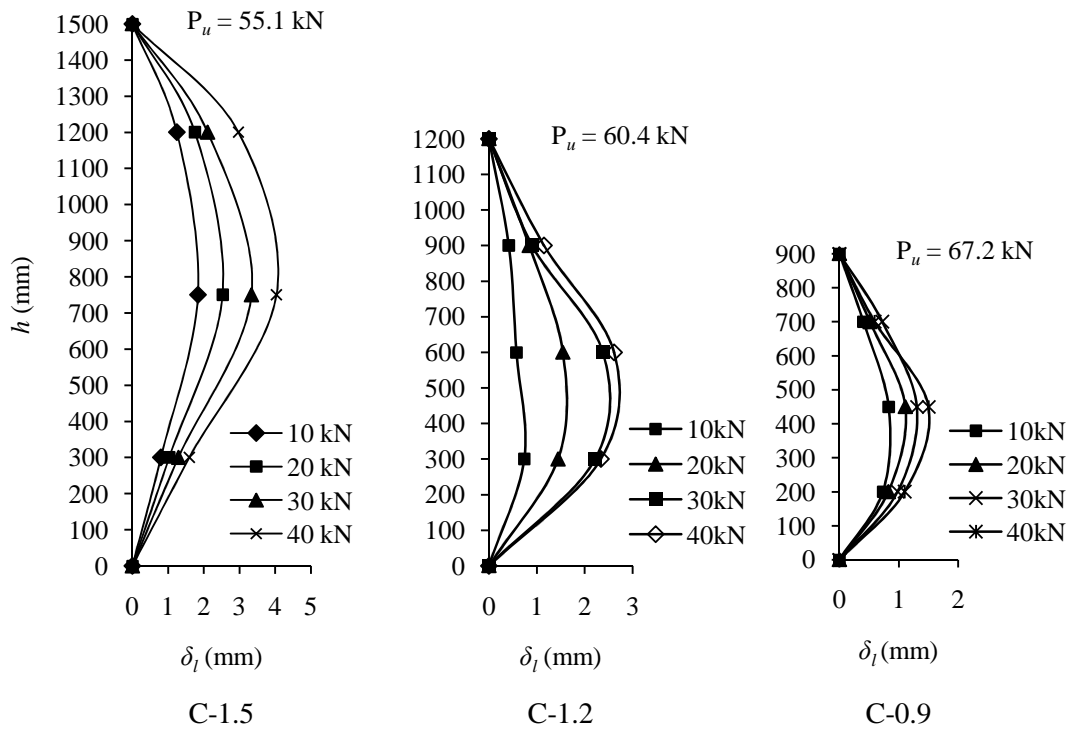 P_u = 55.1 kN
1500
1400
1300
1200
1100
1000
900
800
700
600
500
400
300
200
100
0
h (mm)
10 kN
20 kN
30 kN
40 kN
0 1 2 3 4 5
δ_l (mm)
C-1.5
P_u = 60.4 kN
1200
1100
1000
900
800
700
600
500
400
300
200
100
0
10kN
20kN
30kN
40kN
0 1 2 3
δ_l (mm)
C-1.2
P_u = 67.2 kN
900
800
700
600
500
400
300
200
100
0
10kN
20kN
30kN
40kN
0 1 2
δ_l (mm)
C-0.9